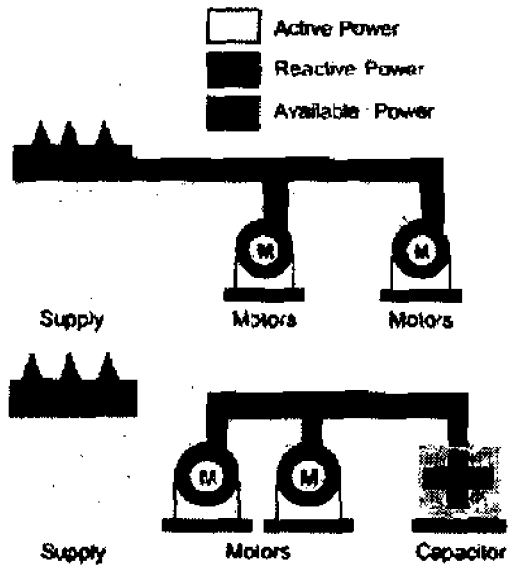 Active Power
Reactive Power
Available Power
M M
Supply Motors Motors
M M
Supply Motors Capacitor